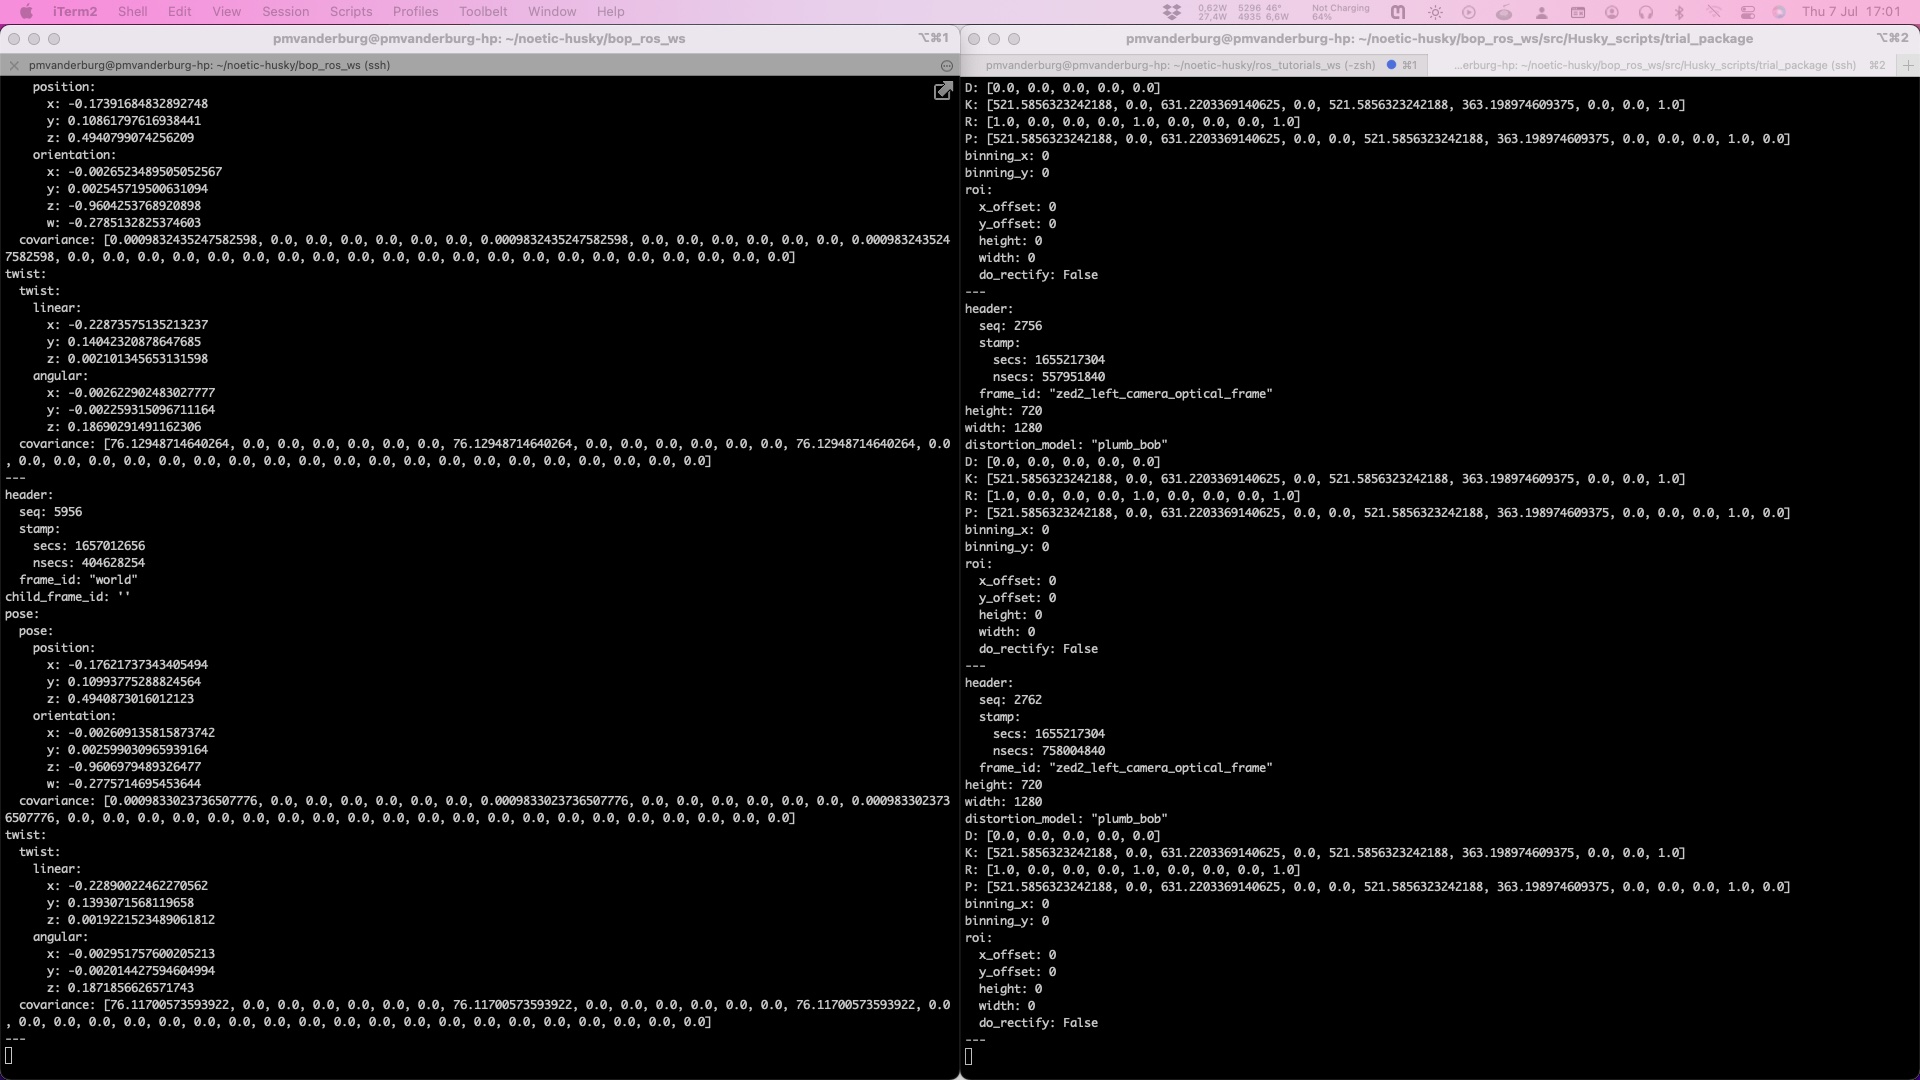 iTerm2 Shell Edit View Session Scripts Profiles Toolbelt Window Help 0,62W 27,4W 5296 46° 4935 6,6W Not Charging 64% Thu 7 Jul 17:01
pmvanderburg@pmvanderburg-hp: ~/noetic-husky/bop_ros_ws ⌥⌘1
pmvanderburg@pmvanderburg-hp: ~/noetic-husky/bop_ros_ws (ssh)
position:
x: -0.17391684832892748
y: 0.10861797616938441
z: 0.4940799074256209
orientation:
x: -0.0026523489505052567
y: 0.002545719500631094
z: -0.9604253768920898
w: -0.2785132825374603
covariance: [0.0009832435247582598, 0.0, 0.0, 0.0, 0.0, 0.0, 0.0, 0.0009832435247582598, 0.0, 0.0, 0.0, 0.0, 0.0, 0.0, 0.000983243524
7582598, 0.0, 0.0, 0.0, 0.0, 0.0, 0.0, 0.0, 0.0, 0.0, 0.0, 0.0, 0.0, 0.0, 0.0, 0.0, 0.0, 0.0, 0.0, 0.0, 0.0, 0.0]
twist:
twist:
linear:
x: -0.22873575135213237
y: 0.14042320878647685
z: 0.002101345653131598
angular:
x: -0.002622902483027777
y: -0.002259315096711164
z: 0.18690291491162306
covariance: [76.12948714640264, 0.0, 0.0, 0.0, 0.0, 0.0, 0.0, 76.12948714640264, 0.0, 0.0, 0.0, 0.0, 0.0, 0.0, 76.12948714640264, 0.0
, 0.0, 0.0, 0.0, 0.0, 0.0, 0.0, 0.0, 0.0, 0.0, 0.0, 0.0, 0.0, 0.0, 0.0, 0.0, 0.0, 0.0, 0.0, 0.0, 0.0]
---
header:
seq: 5956
stamp:
secs: 1657012656
nsecs: 404628254
frame_id: "world"
child_frame_id: ''
pose:
pose:
position:
x: -0.17621737343405494
y: 0.10993775288824564
z: 0.4940873016012123
orientation:
x: -0.002609135815873742
y: 0.002599030965939164
z: -0.9606979489326477
w: -0.2775714695453644
covariance: [0.0009833023736507776, 0.0, 0.0, 0.0, 0.0, 0.0, 0.0, 0.0009833023736507776, 0.0, 0.0, 0.0, 0.0, 0.0, 0.0, 0.000983302373
6507776, 0.0, 0.0, 0.0, 0.0, 0.0, 0.0, 0.0, 0.0, 0.0, 0.0, 0.0, 0.0, 0.0, 0.0, 0.0, 0.0, 0.0, 0.0, 0.0, 0.0, 0.0]
twist:
twist:
linear:
x: -0.22890022462270562
y: 0.1393071568119658
z: 0.0019221523489061812
angular:
x: -0.002951757600205213
y: -0.002014427594604994
z: 0.1871856626571743
covariance: [76.11700573593922, 0.0, 0.0, 0.0, 0.0, 0.0, 0.0, 76.11700573593922, 0.0, 0.0, 0.0, 0.0, 0.0, 0.0, 76.11700573593922, 0.0
, 0.0, 0.0, 0.0, 0.0, 0.0, 0.0, 0.0, 0.0, 0.0, 0.0, 0.0, 0.0, 0.0, 0.0, 0.0, 0.0, 0.0, 0.0, 0.0, 0.0]
---
pmvanderburg@pmvanderburg-hp: ~/noetic-husky/bop_ros_ws/src/Husky_scripts/trial_package ⌥⌘2
pmvanderburg@pmvanderburg-hp: ~/noetic-husky/ros_tutorials_ws (-zsh) ⌘1 ...erburg-hp: ~/noetic-husky/bop_ros_ws/src/Husky_scripts/trial_package (ssh) ⌘2
D: [0.0, 0.0, 0.0, 0.0, 0.0]
K: [521.5856323242188, 0.0, 631.2203369140625, 0.0, 521.5856323242188, 363.198974609375, 0.0, 0.0, 1.0]
R: [1.0, 0.0, 0.0, 0.0, 1.0, 0.0, 0.0, 0.0, 1.0]
P: [521.5856323242188, 0.0, 631.2203369140625, 0.0, 0.0, 521.5856323242188, 363.198974609375, 0.0, 0.0, 0.0, 1.0, 0.0]
binning_x: 0
binning_y: 0
roi:
x_offset: 0
y_offset: 0
height: 0
width: 0
do_rectify: False
---
header:
seq: 2756
stamp:
secs: 1655217304
nsecs: 557951840
frame_id: "zed2_left_camera_optical_frame"
height: 720
width: 1280
distortion_model: "plumb_bob"
D: [0.0, 0.0, 0.0, 0.0, 0.0]
K: [521.5856323242188, 0.0, 631.2203369140625, 0.0, 521.5856323242188, 363.198974609375, 0.0, 0.0, 1.0]
R: [1.0, 0.0, 0.0, 0.0, 1.0, 0.0, 0.0, 0.0, 1.0]
P: [521.5856323242188, 0.0, 631.2203369140625, 0.0, 0.0, 521.5856323242188, 363.198974609375, 0.0, 0.0, 0.0, 1.0, 0.0]
binning_x: 0
binning_y: 0
roi:
x_offset: 0
y_offset: 0
height: 0
width: 0
do_rectify: False
---
header:
seq: 2762
stamp:
secs: 1655217304
nsecs: 758004840
frame_id: "zed2_left_camera_optical_frame"
height: 720
width: 1280
distortion_model: "plumb_bob"
D: [0.0, 0.0, 0.0, 0.0, 0.0]
K: [521.5856323242188, 0.0, 631.2203369140625, 0.0, 521.5856323242188, 363.198974609375, 0.0, 0.0, 1.0]
R: [1.0, 0.0, 0.0, 0.0, 1.0, 0.0, 0.0, 0.0, 1.0]
P: [521.5856323242188, 0.0, 631.2203369140625, 0.0, 0.0, 521.5856323242188, 363.198974609375, 0.0, 0.0, 0.0, 1.0, 0.0]
binning_x: 0
binning_y: 0
roi:
x_offset: 0
y_offset: 0
height: 0
width: 0
do_rectify: False
---